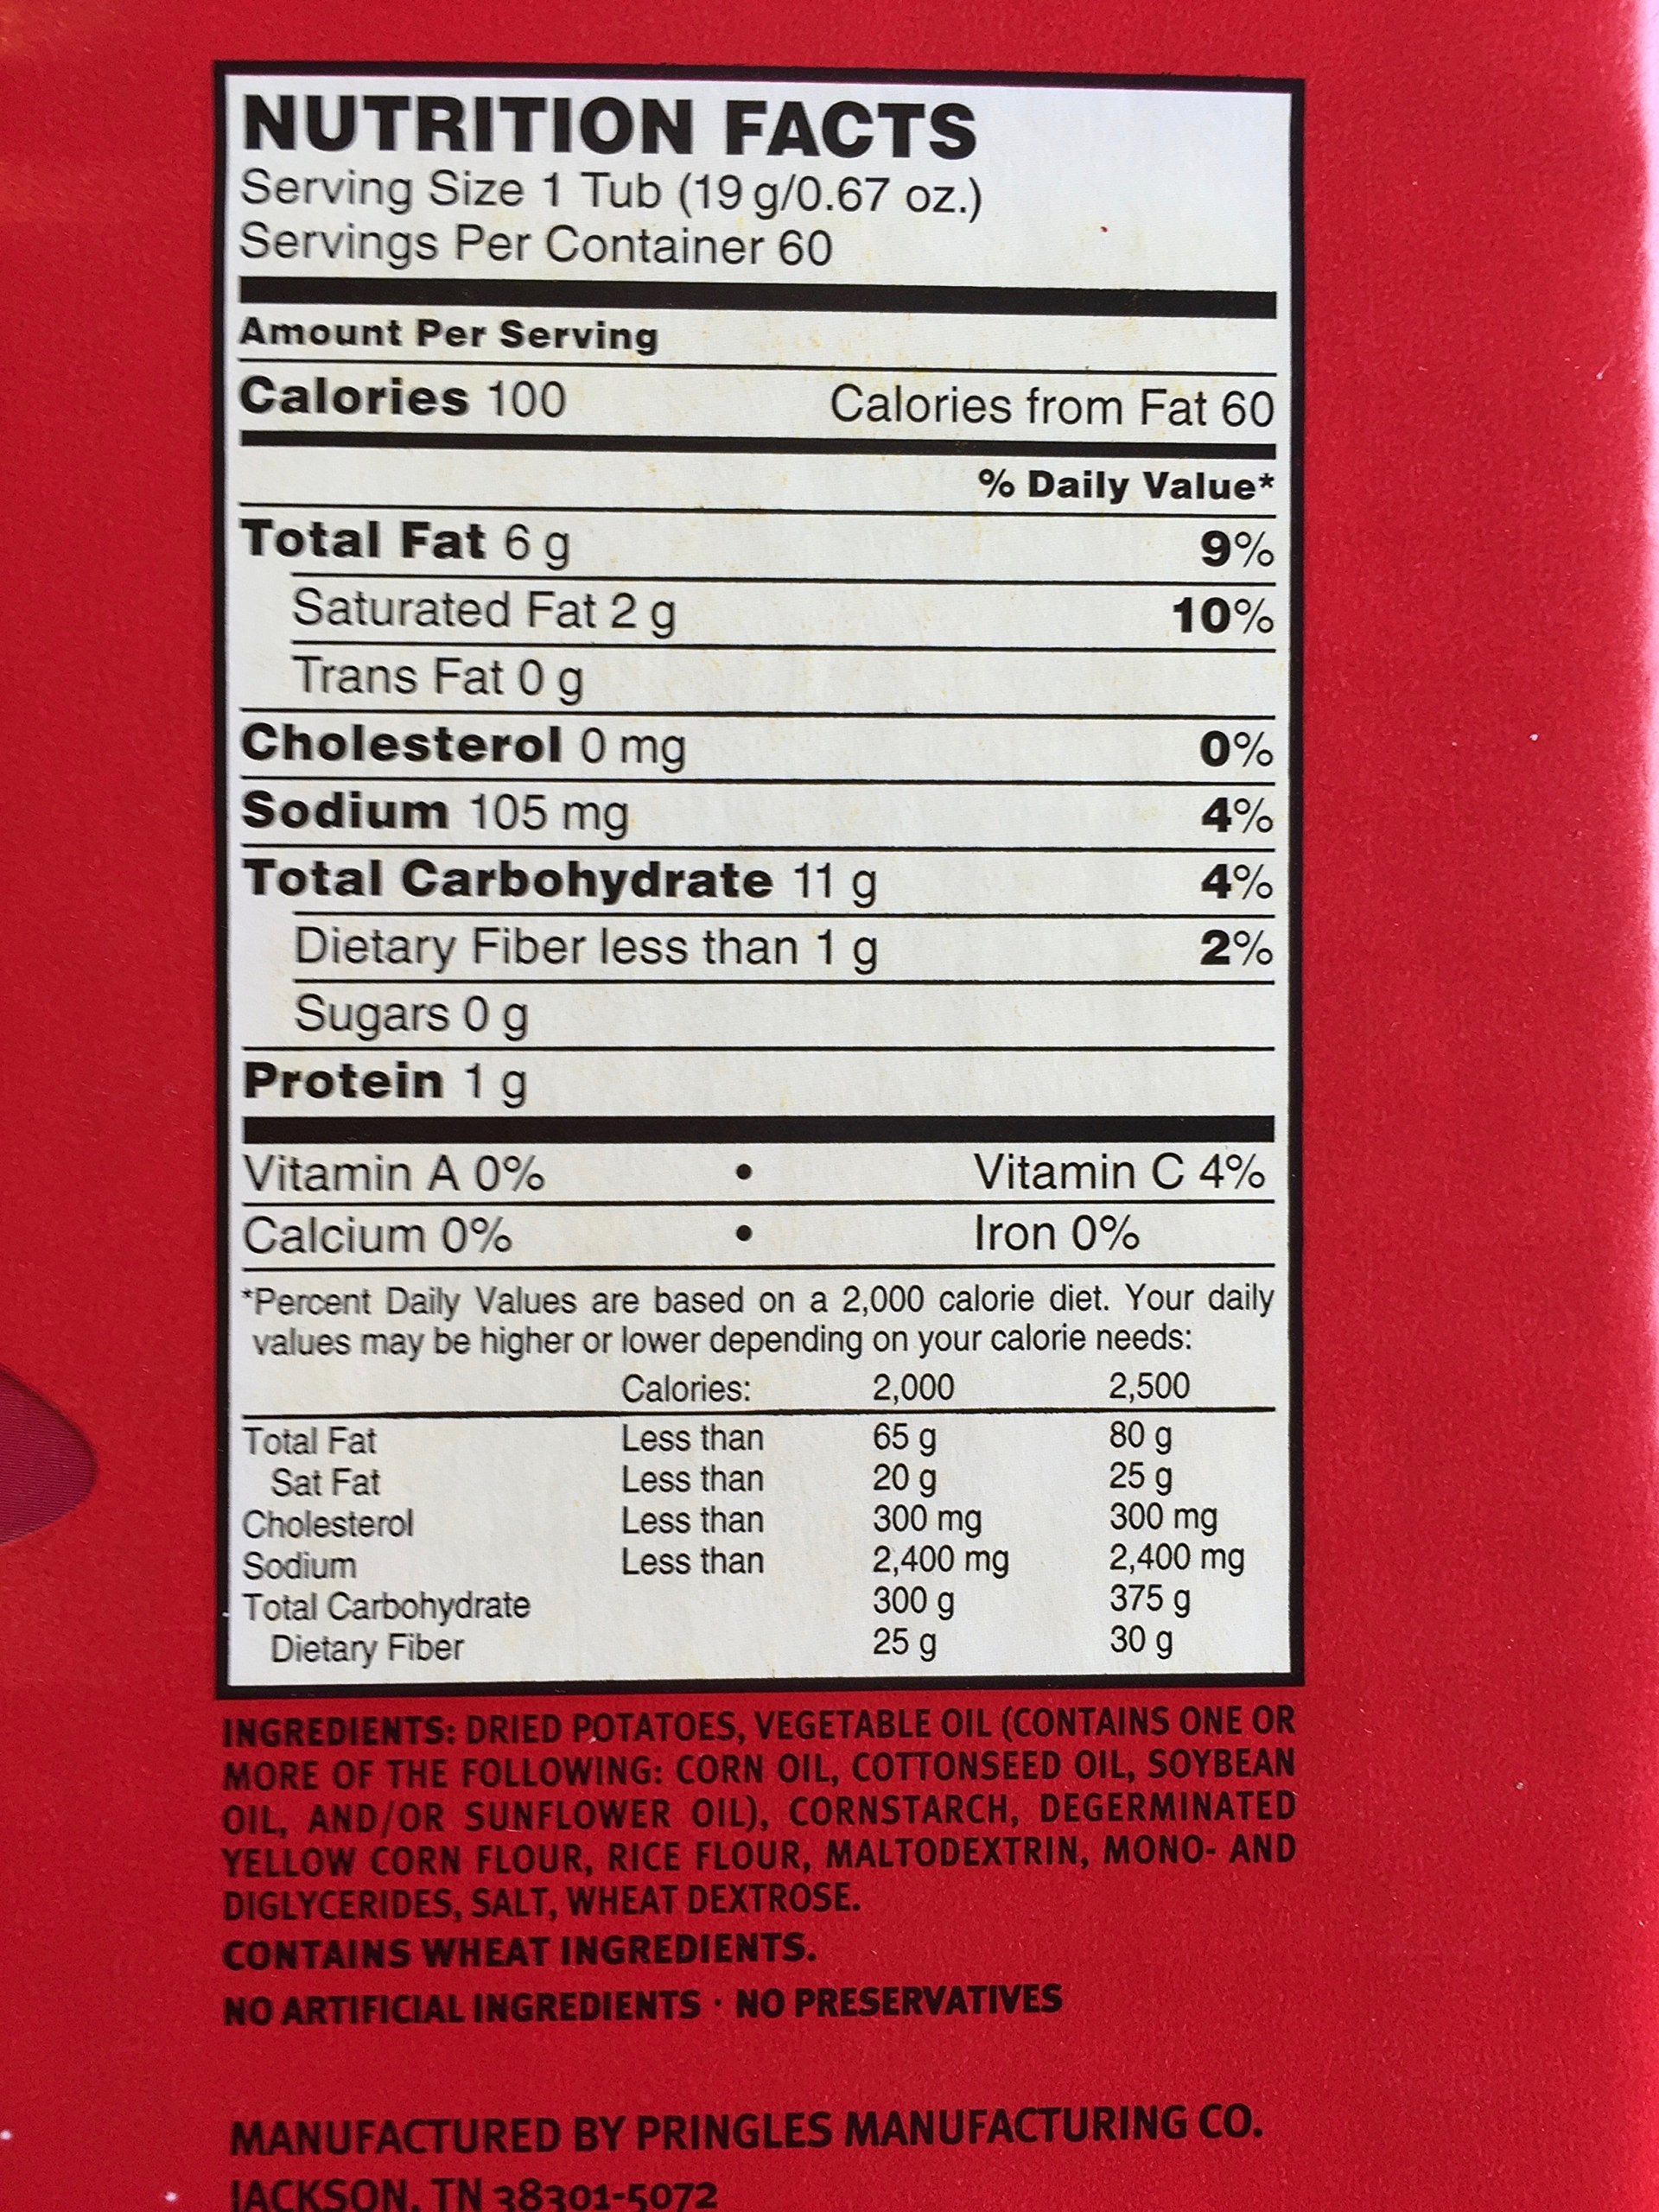 NUTRITION FACTS
Serving Size 1 Tub (19 g/0.67 oz.)
Servings Per Container 60
Amount Per Serving
Calories 100 Calories from Fat 60
% Daily Value*
Total Fat 6 g 9%
Saturated Fat 2 g 10%
Trans Fat 0 g
Cholesterol 0 mg 0%
Sodium 105 mg 4%
Total Carbohydrate 11 g 4%
Dietary Fiber less than 1 g 2%
Sugars 0 g
Protein 1 g
Vitamin A 0% • Vitamin C 4%
Calcium 0% • Iron 0%
*Percent Daily Values are based on a 2,000 calorie diet. Your daily
values may be higher or lower depending on your calorie needs:
Calories: 2,000 2,500
Total Fat Less than 65 g 80 g
Sat Fat Less than 20 g 25 g
Cholesterol Less than 300 mg 300 mg
Sodium Less than 2,400 mg 2,400 mg
Total Carbohydrate 300 g 375 g
Dietary Fiber 25 g 30 g
INGREDIENTS: DRIED POTATOES, VEGETABLE OIL (CONTAINS ONE OR
MORE OF THE FOLLOWING: CORN OIL, COTTONSEED OIL, SOYBEAN
OIL, AND/OR SUNFLOWER OIL), CORNSTARCH, DEGERMINATED
YELLOW CORN FLOUR, RICE FLOUR, MALTODEXTRIN, MONO- AND
DIGLYCERIDES, SALT, WHEAT DEXTROSE.
CONTAINS WHEAT INGREDIENTS.
NO ARTIFICIAL INGREDIENTS · NO PRESERVATIVES
MANUFACTURED BY PRINGLES MANUFACTURING CO.
JACKSON, TN 38301-5072